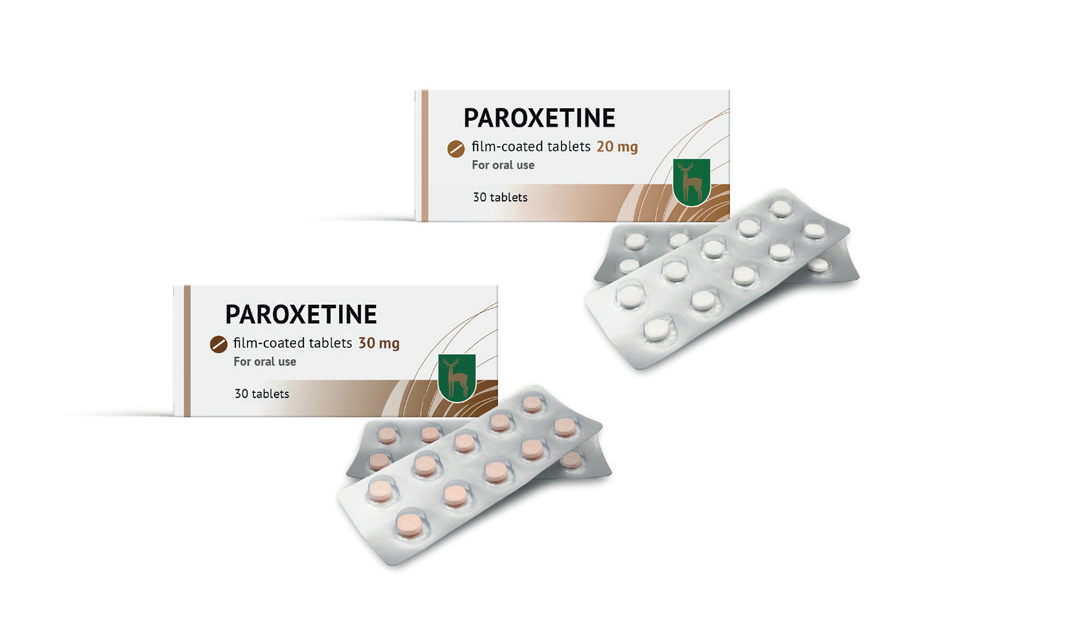 PAROXETINE
film-coated tablets 20 mg
For oral use
30 tablets
PAROXETINE
film-coated tablets 30 mg
For oral use
30 tablets